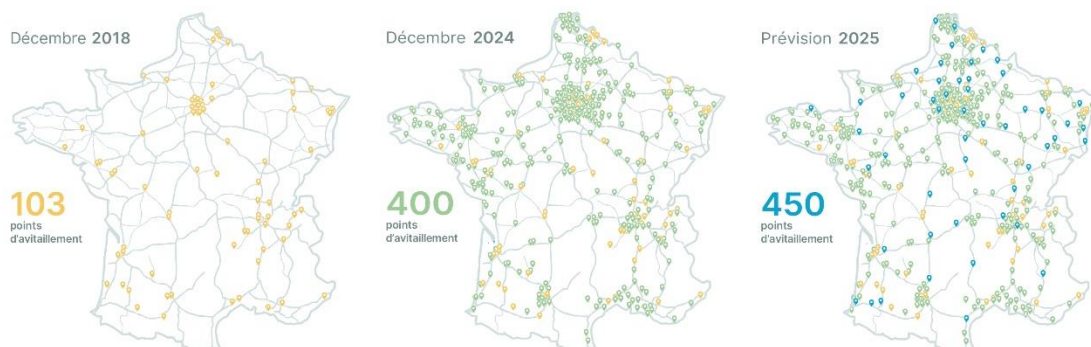 Décembre 2018
103
points
d'avitaillement
Décembre 2024
400
points
d'avitaillement
Prévision 2025
450
points
d'avitaillement